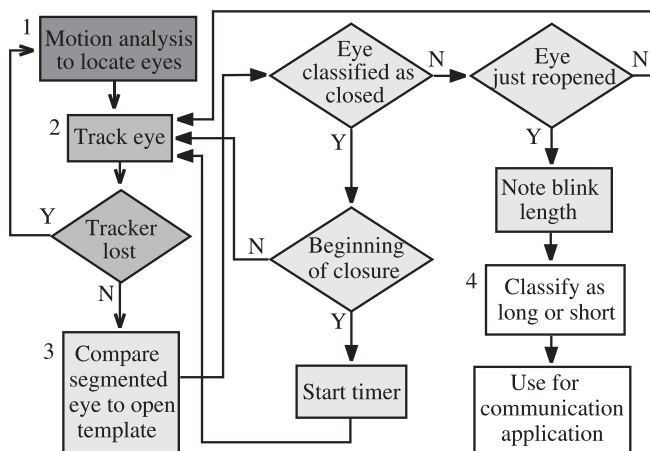 1
Motion analysis
to locate eyes
2
Track eye
Y
Tracker
lost
N
3
Compare
segmented
eye to open
template
Eye
classified as
closed
N
Y
N
Beginning
of closure
Y
Start timer
Eye
just reopened
N
Y
Note blink
length
4
Classify as
long or short
Use for
communication
application